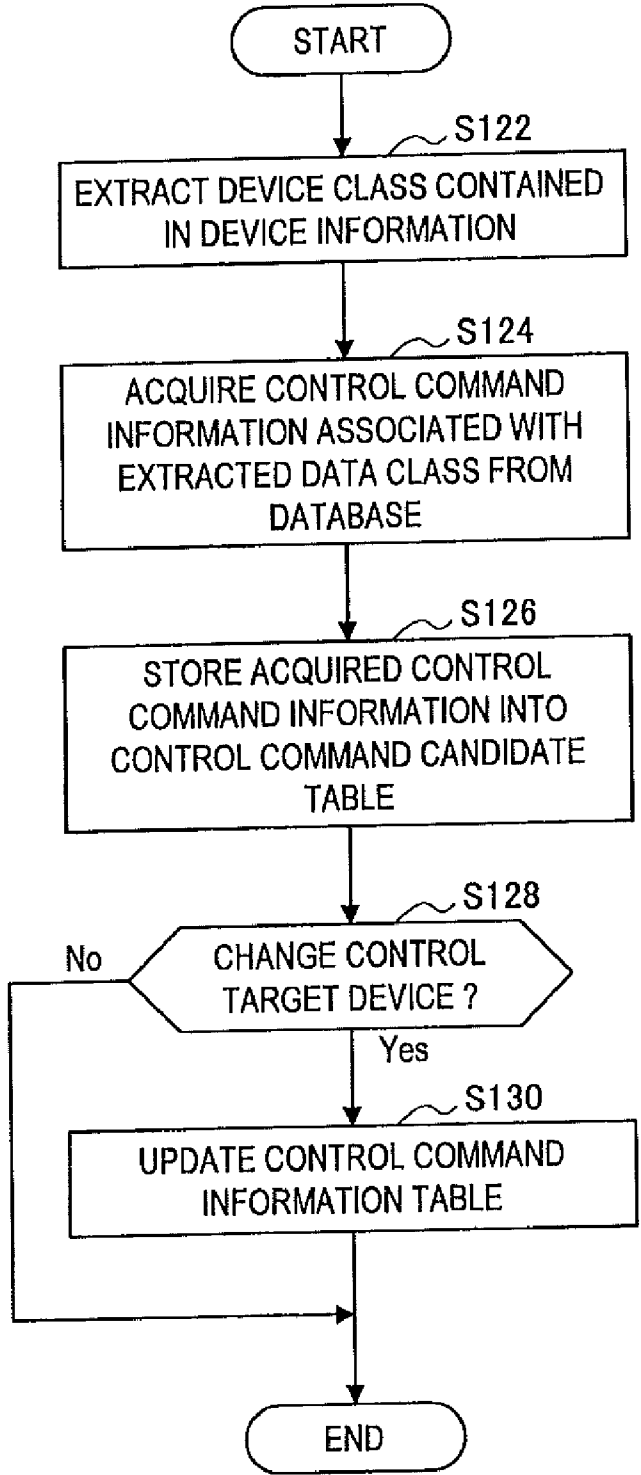 START
S122
EXTRACT DEVICE CLASS CONTAINED
IN DEVICE INFORMATION
S124
ACQUIRE CONTROL COMMAND
INFORMATION ASSOCIATED WITH
EXTRACTED DATA CLASS FROM
DATABASE
S126
STORE ACQUIRED CONTROL
COMMAND INFORMATION INTO
CONTROL COMMAND CANDIDATE
TABLE
S128
No
CHANGE CONTROL
TARGET DEVICE ?
Yes
S130
UPDATE CONTROL COMMAND
INFORMATION TABLE
END